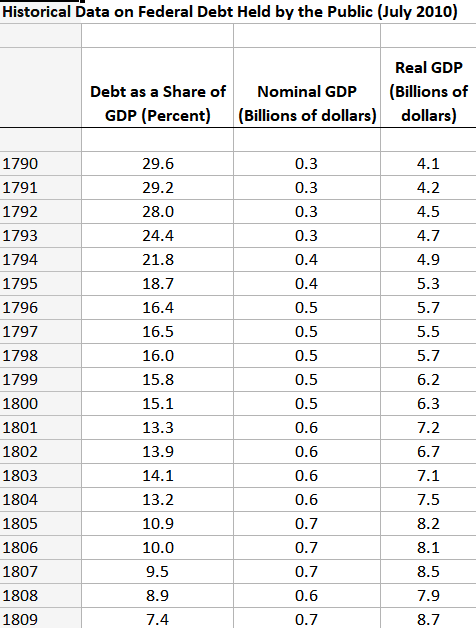 Historical Data on Federal Debt Held by the Public (July 2010)
Real GDP
Debt as a Share of Nominal GDP (Billions of
GDP (Percent) (Billions of dollars) dollars)
1790 29.6 0.3 4.1
1791 29.2 0.3 4.2
1792 28.0 0.3 4.5
1793 24.4 0.3 4.7
1794 21.8 0.4 4.9
1795 18.7 0.4 5.3
1796 16.4 0.5 5.7
1797 16.5 0.5 5.5
1798 16.0 0.5 5.7
1799 15.8 0.5 6.2
1800 15.1 0.5 6.3
1801 13.3 0.6 7.2
1802 13.9 0.6 6.7
1803 14.1 0.6 7.1
1804 13.2 0.6 7.5
1805 10.9 0.7 8.2
1806 10.0 0.7 8.1
1807 9.5 0.7 8.5
1808 8.9 0.6 7.9
1809 7.4 0.7 8.7